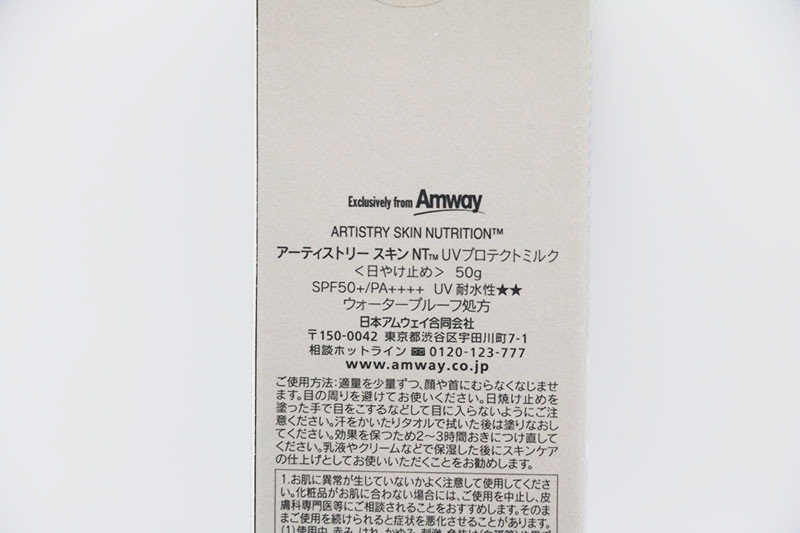 Exclusively from Amway
ARTISTRY SKIN NUTRITION™
アーティストリー スキン NT™ UVプロテクトミルク
＜日やけ止め＞ 50g
SPF50+/PA++++ UV 耐水性★★
ウォータープルーフ処方
日本アムウェイ合同会社
〒150-0042 東京都渋谷区宇田川町7-1
相談ホットライン 0120-123-777
www.amway.co.jp
ご使用方法:適量を少量ずつ、顔や首にむらなくなじませ
ます。目の周りを避けてお使いください。日焼け止めを
塗った手で目をこするなどして目に入らないようにご注
意ください。汗をかいたりタオルで拭いた後は塗りなおし
てください。効果を保つため2～3時間おきにつけ直して
ください。乳液やクリームなどで保湿した後にスキンケア
の仕上げとしてお使いいただくことをお勧めします。
1.お肌に異常が生じていないかよく注意して使用してくださ
い。化粧品がお肌に合わない場合には、ご使用を中止し、皮
膚科専門医等にご相談されることをおすすめします。そのま
まご使用を続けられると症状を悪化させることがあります。
(1)使用中、赤み、はれ、かゆみ、刺激、